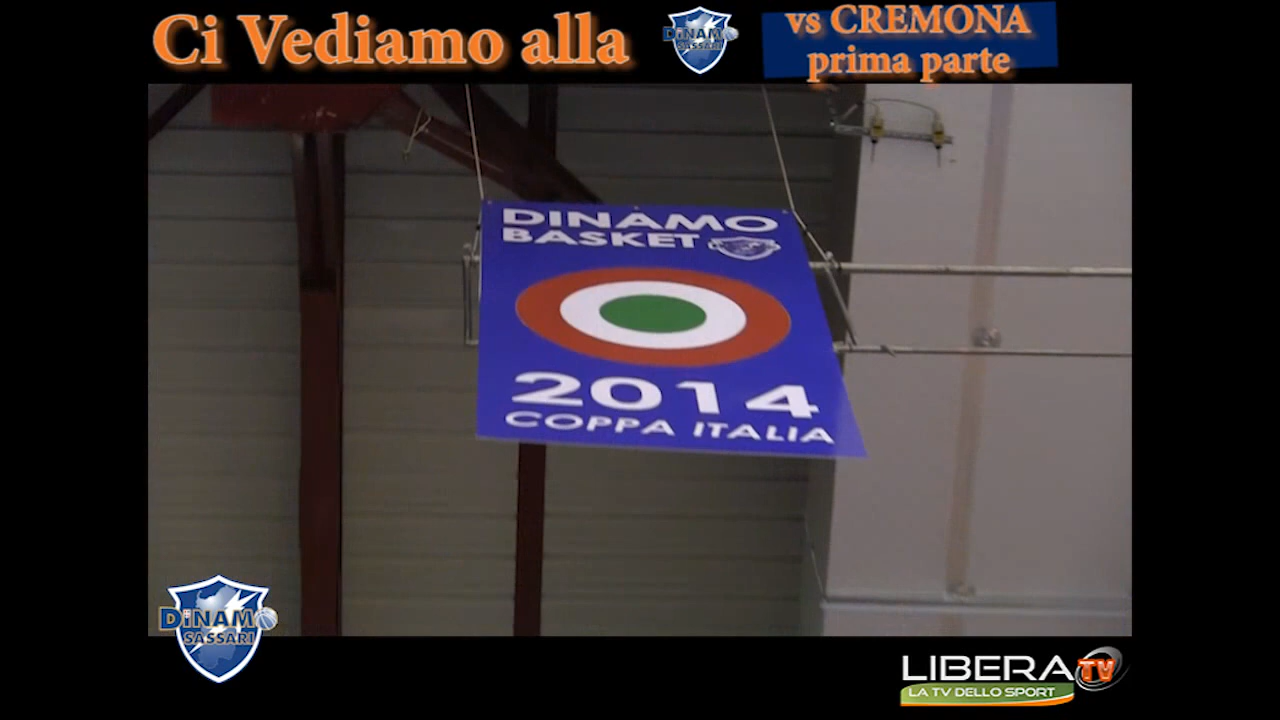 Ci Vediamo alla
DINAMO
SASSARI
vs CREMONA
prima parte
DINAMO
BASKET
2014
COPPA ITALIA
DINAMO
SASSARI
LIBERA TV
LA TV DELLO SPORT